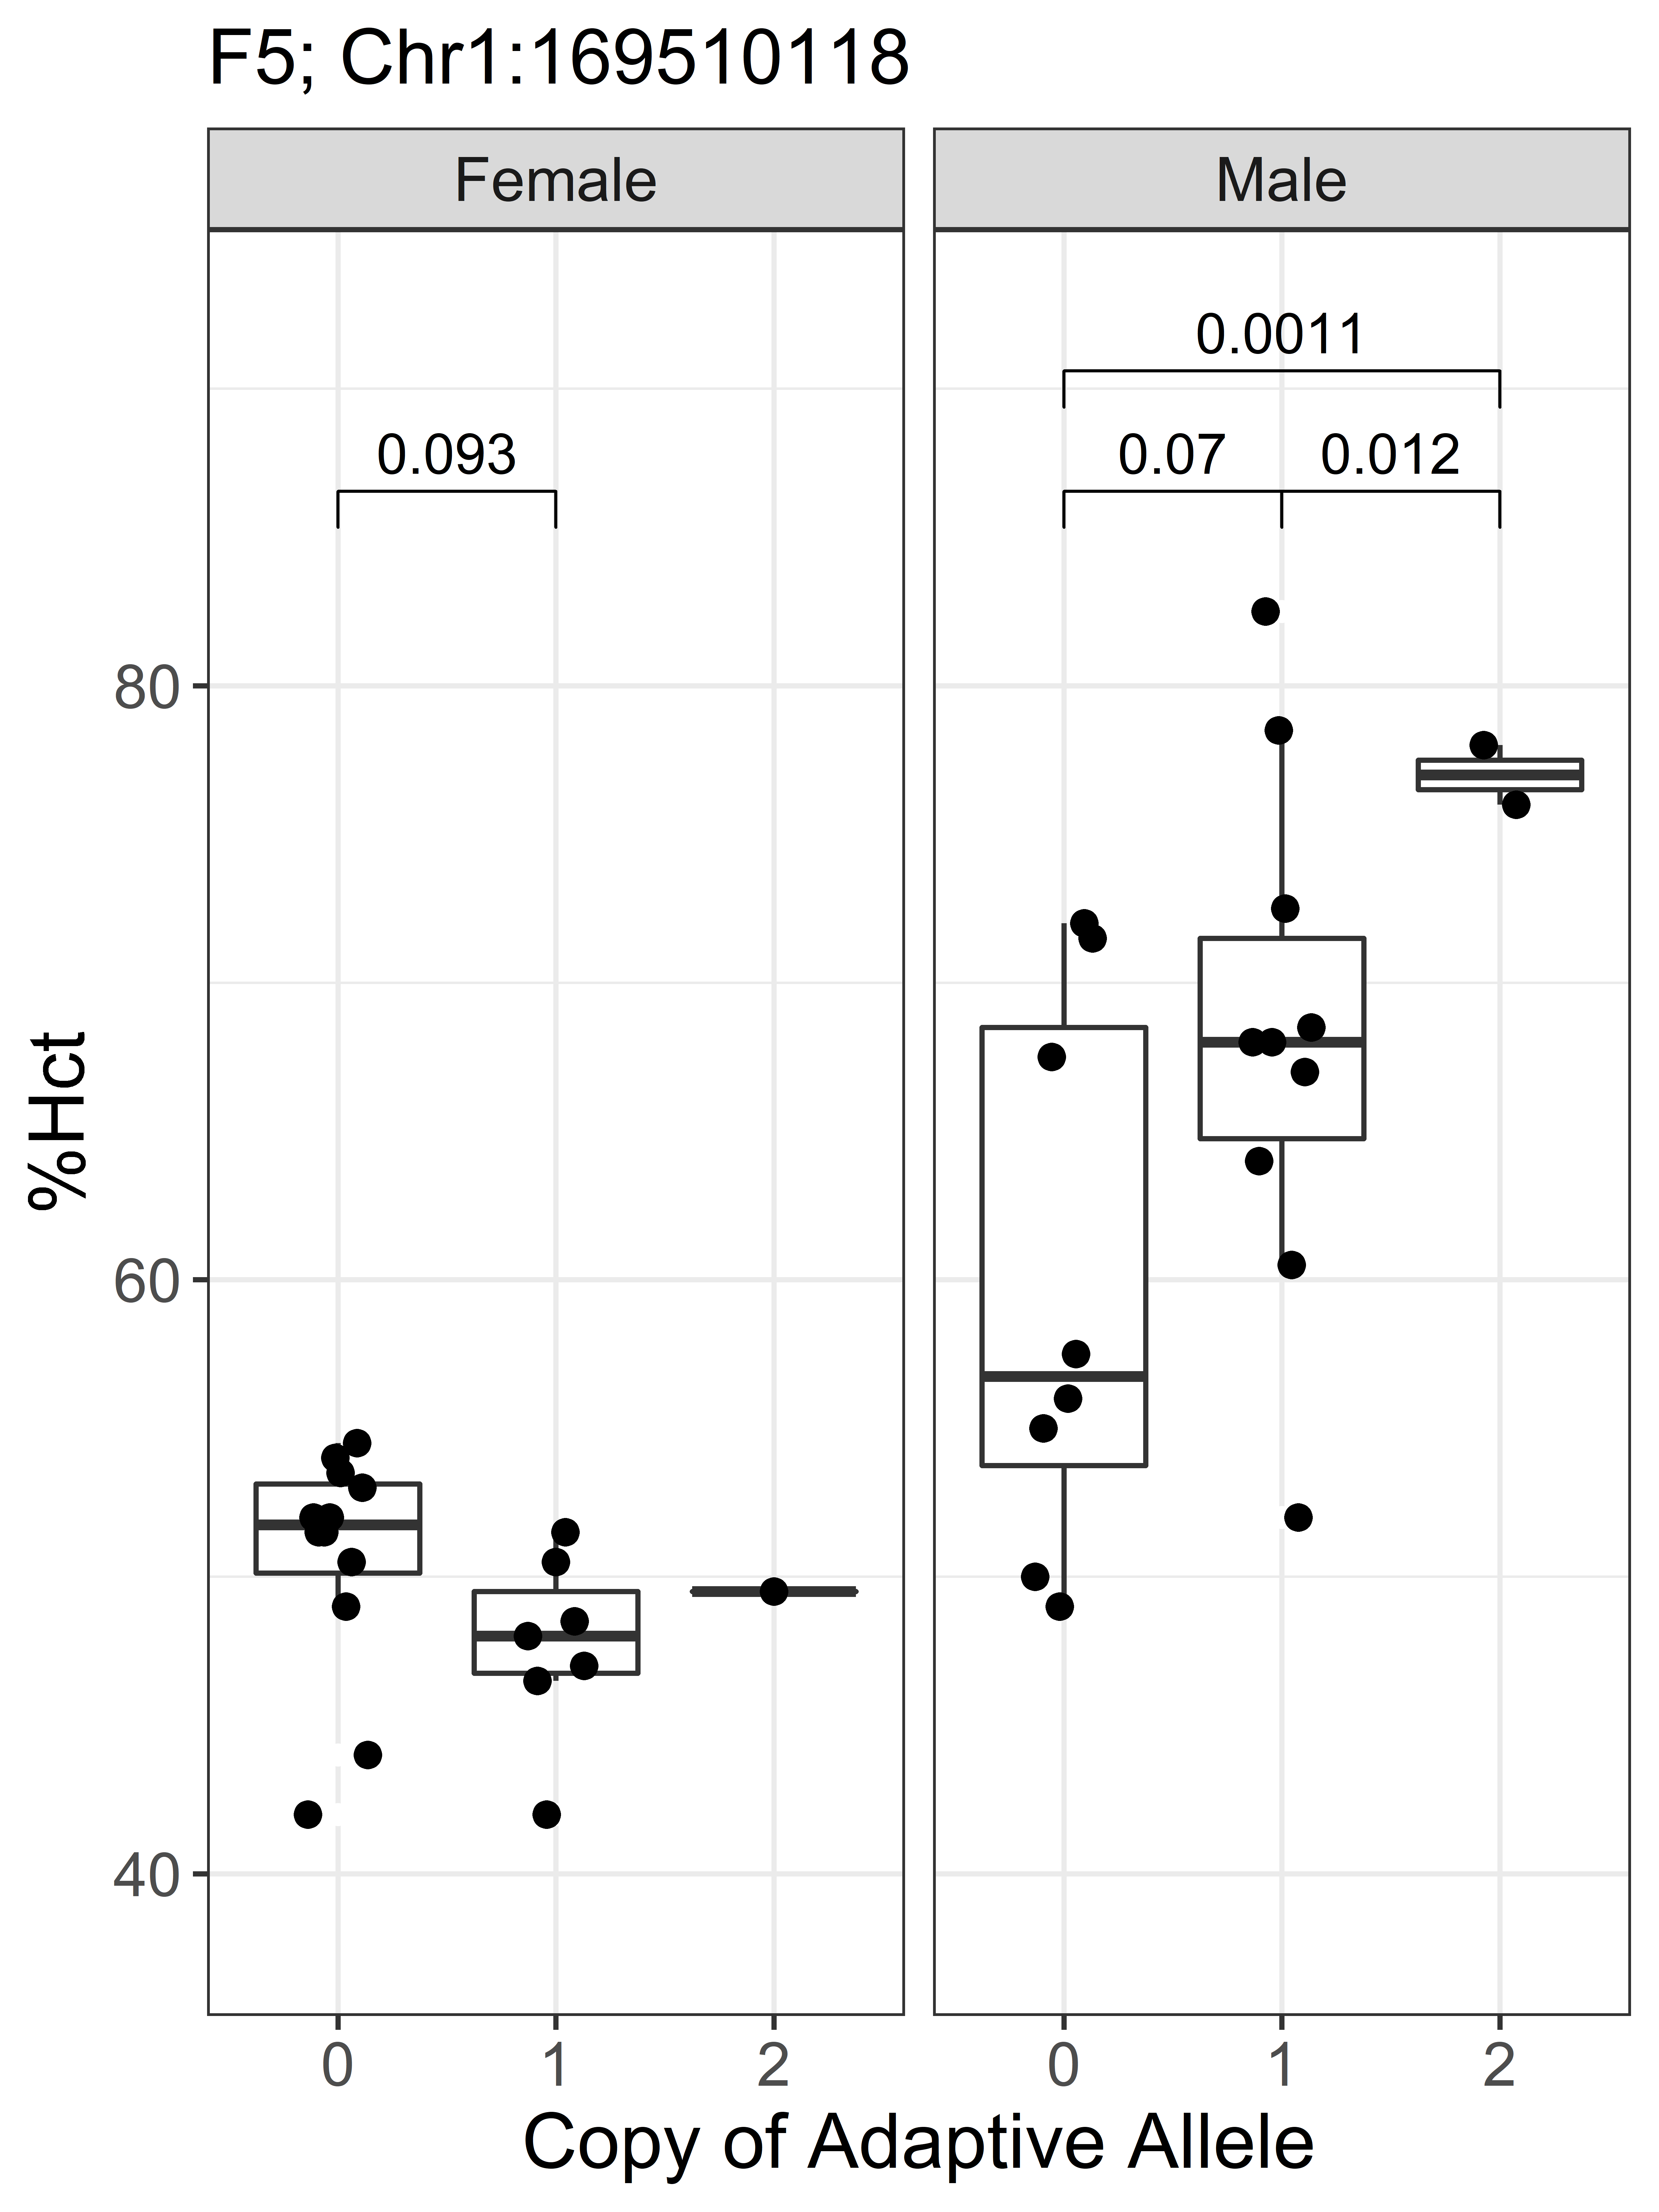 F5; Chr1:169510118
Female
Male
0.0011
0.093
0.07
0.012
%Hct
80
60
40
0 1 2
0 1 2
Copy of Adaptive Allele